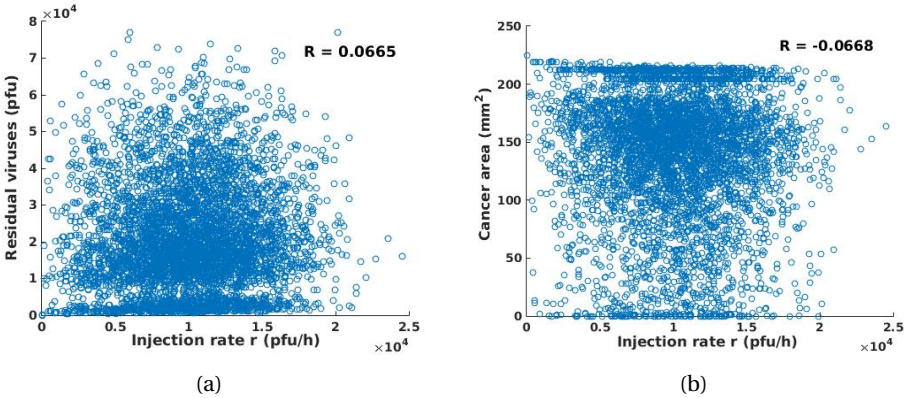 ×10⁴
8
7
6
5
4
3
2
1
0
Residual viruses (pfu)
R = 0.0665
0 0.5 1 1.5 2 2.5
Injection rate r (pfu/h)
×10⁴
(a)
250
200
150
100
50
0
Cancer area (mm²)
R = -0.0668
0 0.5 1 1.5 2 2.5
Injection rate r (pfu/h)
×10⁴
(b)